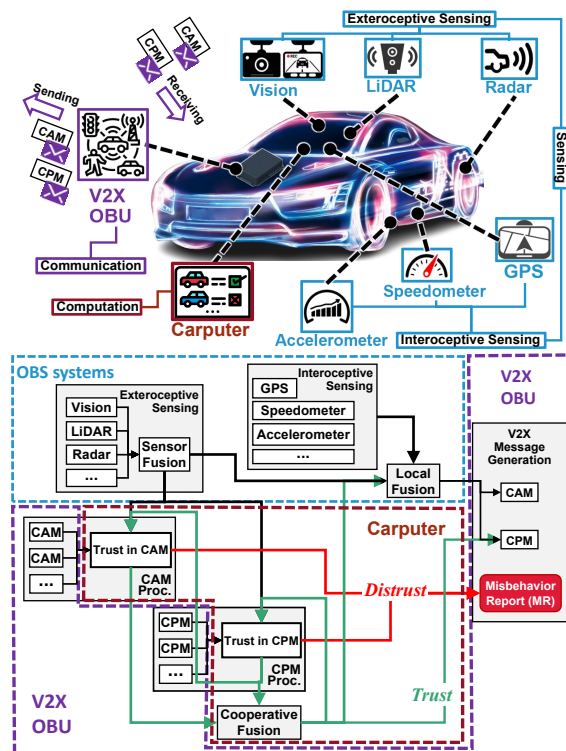 Exteroceptive Sensing
CAM
CPM
Receiving
Sending
CAM
CPM
REC
Vision
LiDAR
Radar
Sensing
V2X
OBU
Communication
Computation
Carputer
Accelerometer
Speedometer
GPS
Interoceptive Sensing
OBS systems
Exteroceptive
Sensing
Vision
LiDAR
Radar
...
Sensor
Fusion
Interoceptive
Sensing
GPS
Speedometer
Accelerometer
...
Local
Fusion
V2X
OBU
V2X
Message
Generation
CAM
CPM
Misbehavior
Report (MR)
Carputer
CAM
CAM
...
Trust in CAM
CAM
Proc.
Distrust
CPM
CPM
...
Trust in CPM
CPM
Proc.
V2X
OBU
Cooperative
Fusion
Trust